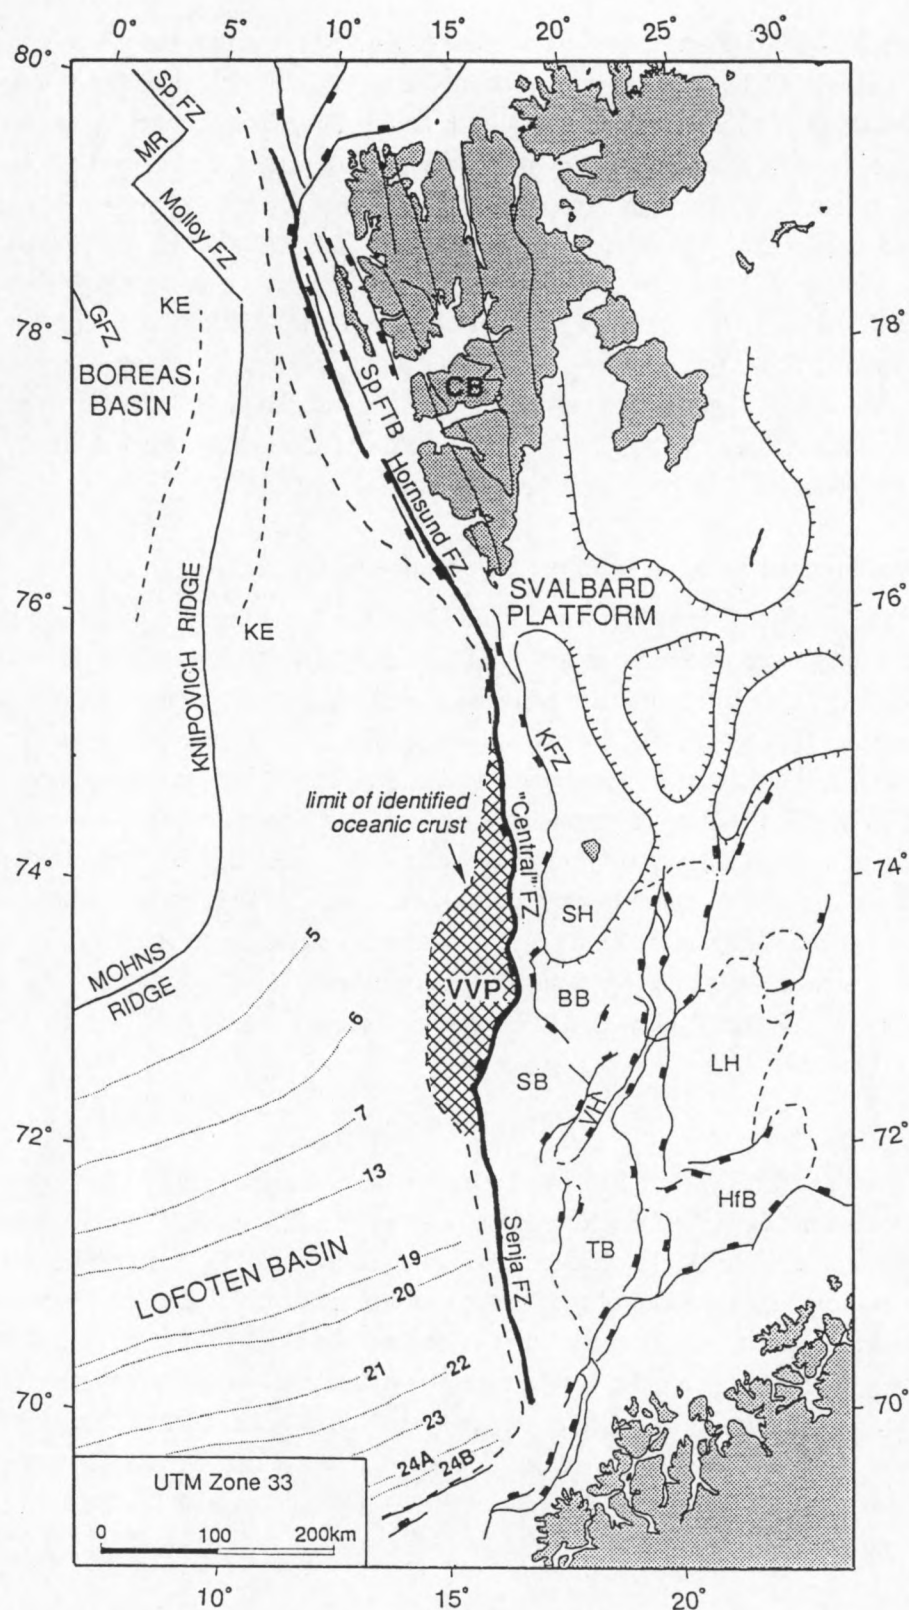 0° 5° 10° 15° 20° 25° 30°
80°
Sp FZ
MR
Molloy FZ
KE
GFZ
78° 78°
BOREAS
BASIN
Sp FTB
CB
Hornsund FZ
SVALBARD
PLATFORM
76° 76°
KE
KNIPOVICH RIDGE
KFZ
limit of identified
oceanic crust
"Central" FZ
74° 74°
SH
5
MOHNS
RIDGE
VVP
BB
6
SB
VH
LH
7
72° 72°
13
HfB
Senja FZ
TB
19
LOFOTEN BASIN
20
21
22
70° 70°
23
24A
24B
UTM Zone 33
0 100 200km
10° 15° 20°